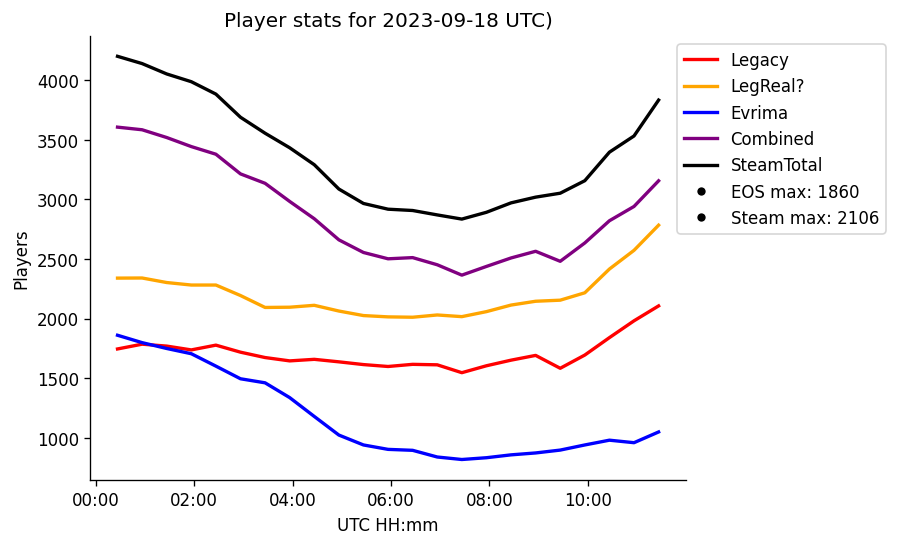 Player stats for 2023-09-18 UTC)
Legacy
LegReal?
Evrima
Combined
SteamTotal
EOS max: 1860
Steam max: 2106
Players
4000
3500
3000
2500
2000
1500
1000
00:00 02:00 04:00 06:00 08:00 10:00
UTC HH:mm